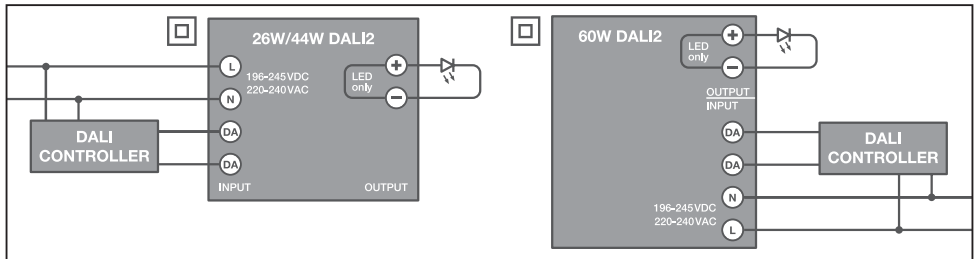 26W/44W DALI2
L
196-245VDC
220-240VAC
N
LED
only
+
−
DALI
CONTROLLER
DA
DA
INPUT
OUTPUT
60W DALI2
LED
only
+
−
OUTPUT
INPUT
DA
DA
DALI
CONTROLLER
N
196-245VDC
220-240VAC
L